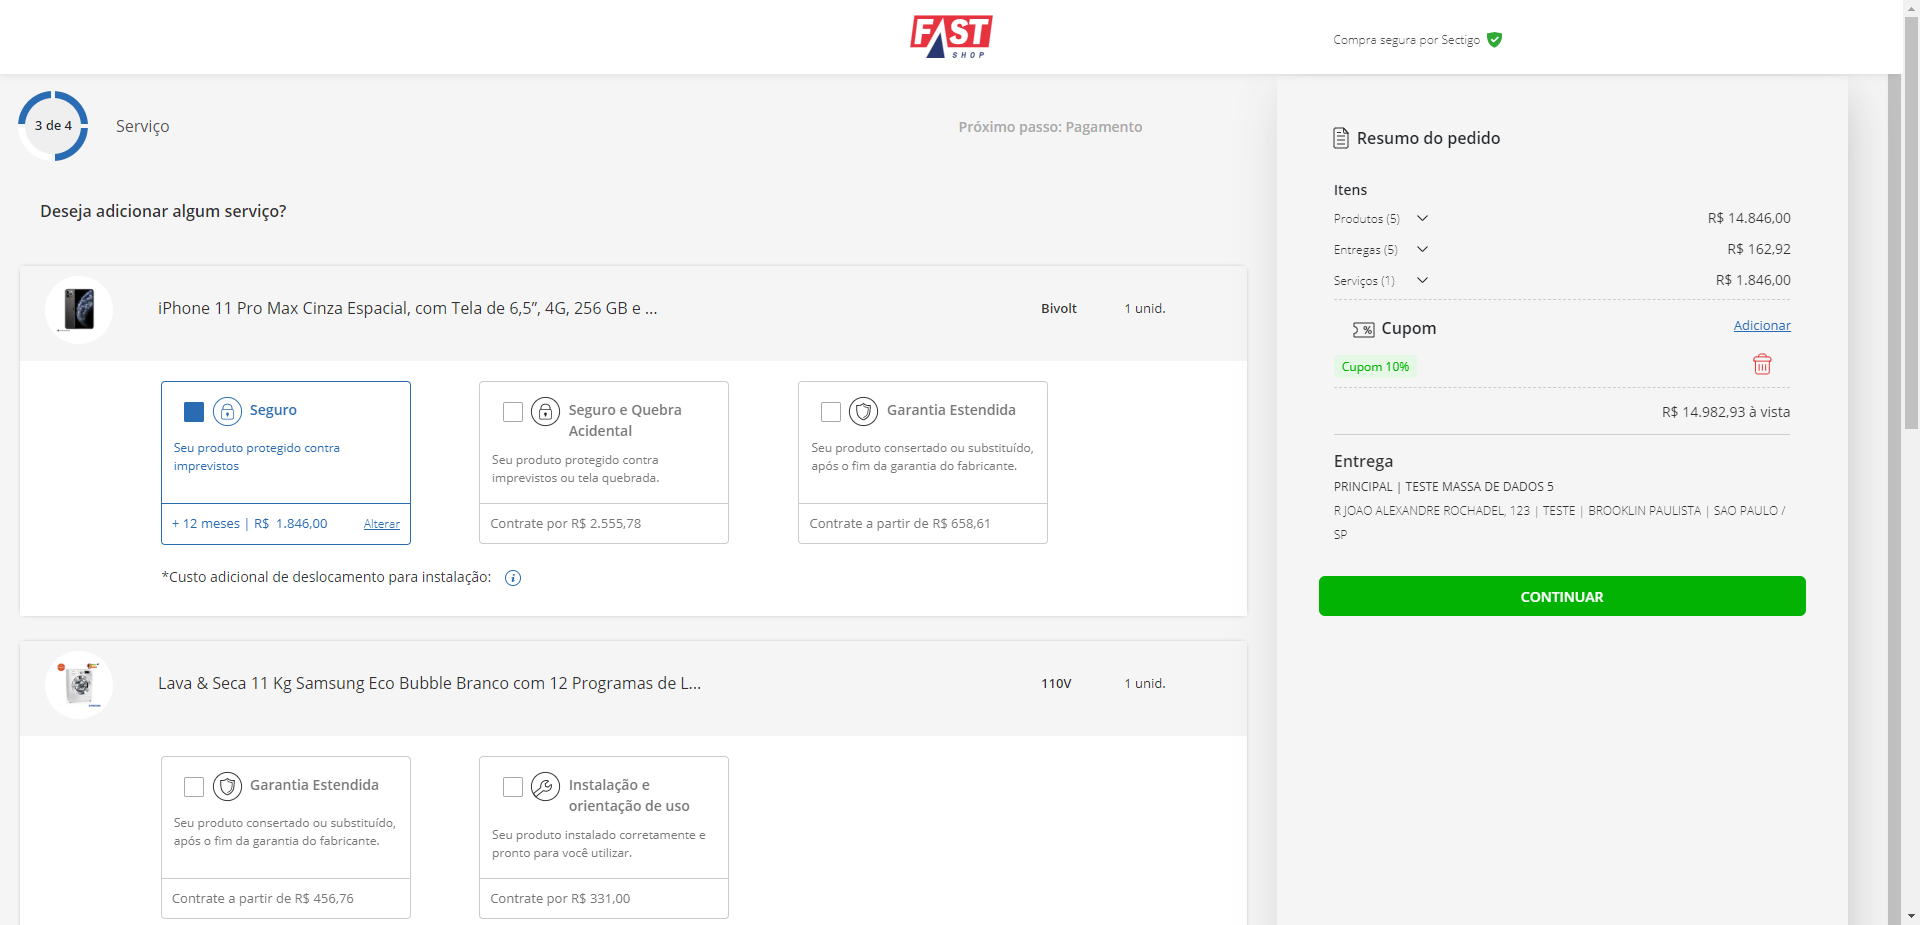 FAST
SHOP
Compra segura por Sectigo
3 de 4
Serviço
Próximo passo: Pagamento
Deseja adicionar algum serviço?
iPhone 11 Pro Max Cinza Espacial, com Tela de 6,5”, 4G, 256 GB e ...
Bivolt
1 unid.
Seguro
Seu produto protegido contra
imprevistos
+ 12 meses | R$ 1.846,00
Alterar
Seguro e Quebra
Acidental
Seu produto protegido contra
imprevistos ou tela quebrada.
Contrate por R$ 2.555,78
Garantia Estendida
Seu produto consertado ou substituído,
após o fim da garantia do fabricante.
Contrate a partir de R$ 658,61
*Custo adicional de deslocamento para instalação:
Lava & Seca 11 Kg Samsung Eco Bubble Branco com 12 Programas de L...
110V
1 unid.
Garantia Estendida
Seu produto consertado ou substituído,
após o fim da garantia do fabricante.
Contrate a partir de R$ 456,76
Instalação e
orientação de uso
Seu produto instalado corretamente e
pronto para você utilizar.
Contrate por R$ 331,00
Resumo do pedido
Itens
Produtos (5) R$ 14.846,00
Entregas (5) R$ 162,92
Serviços (1) R$ 1.846,00
Cupom
Adicionar
Cupom 10%
R$ 14.982,93 à vista
Entrega
PRINCIPAL | TESTE MASSA DE DADOS 5
R JOAO ALEXANDRE ROCHADEL, 123 | TESTE | BROOKLIN PAULISTA | SAO PAULO /
SP
CONTINUAR